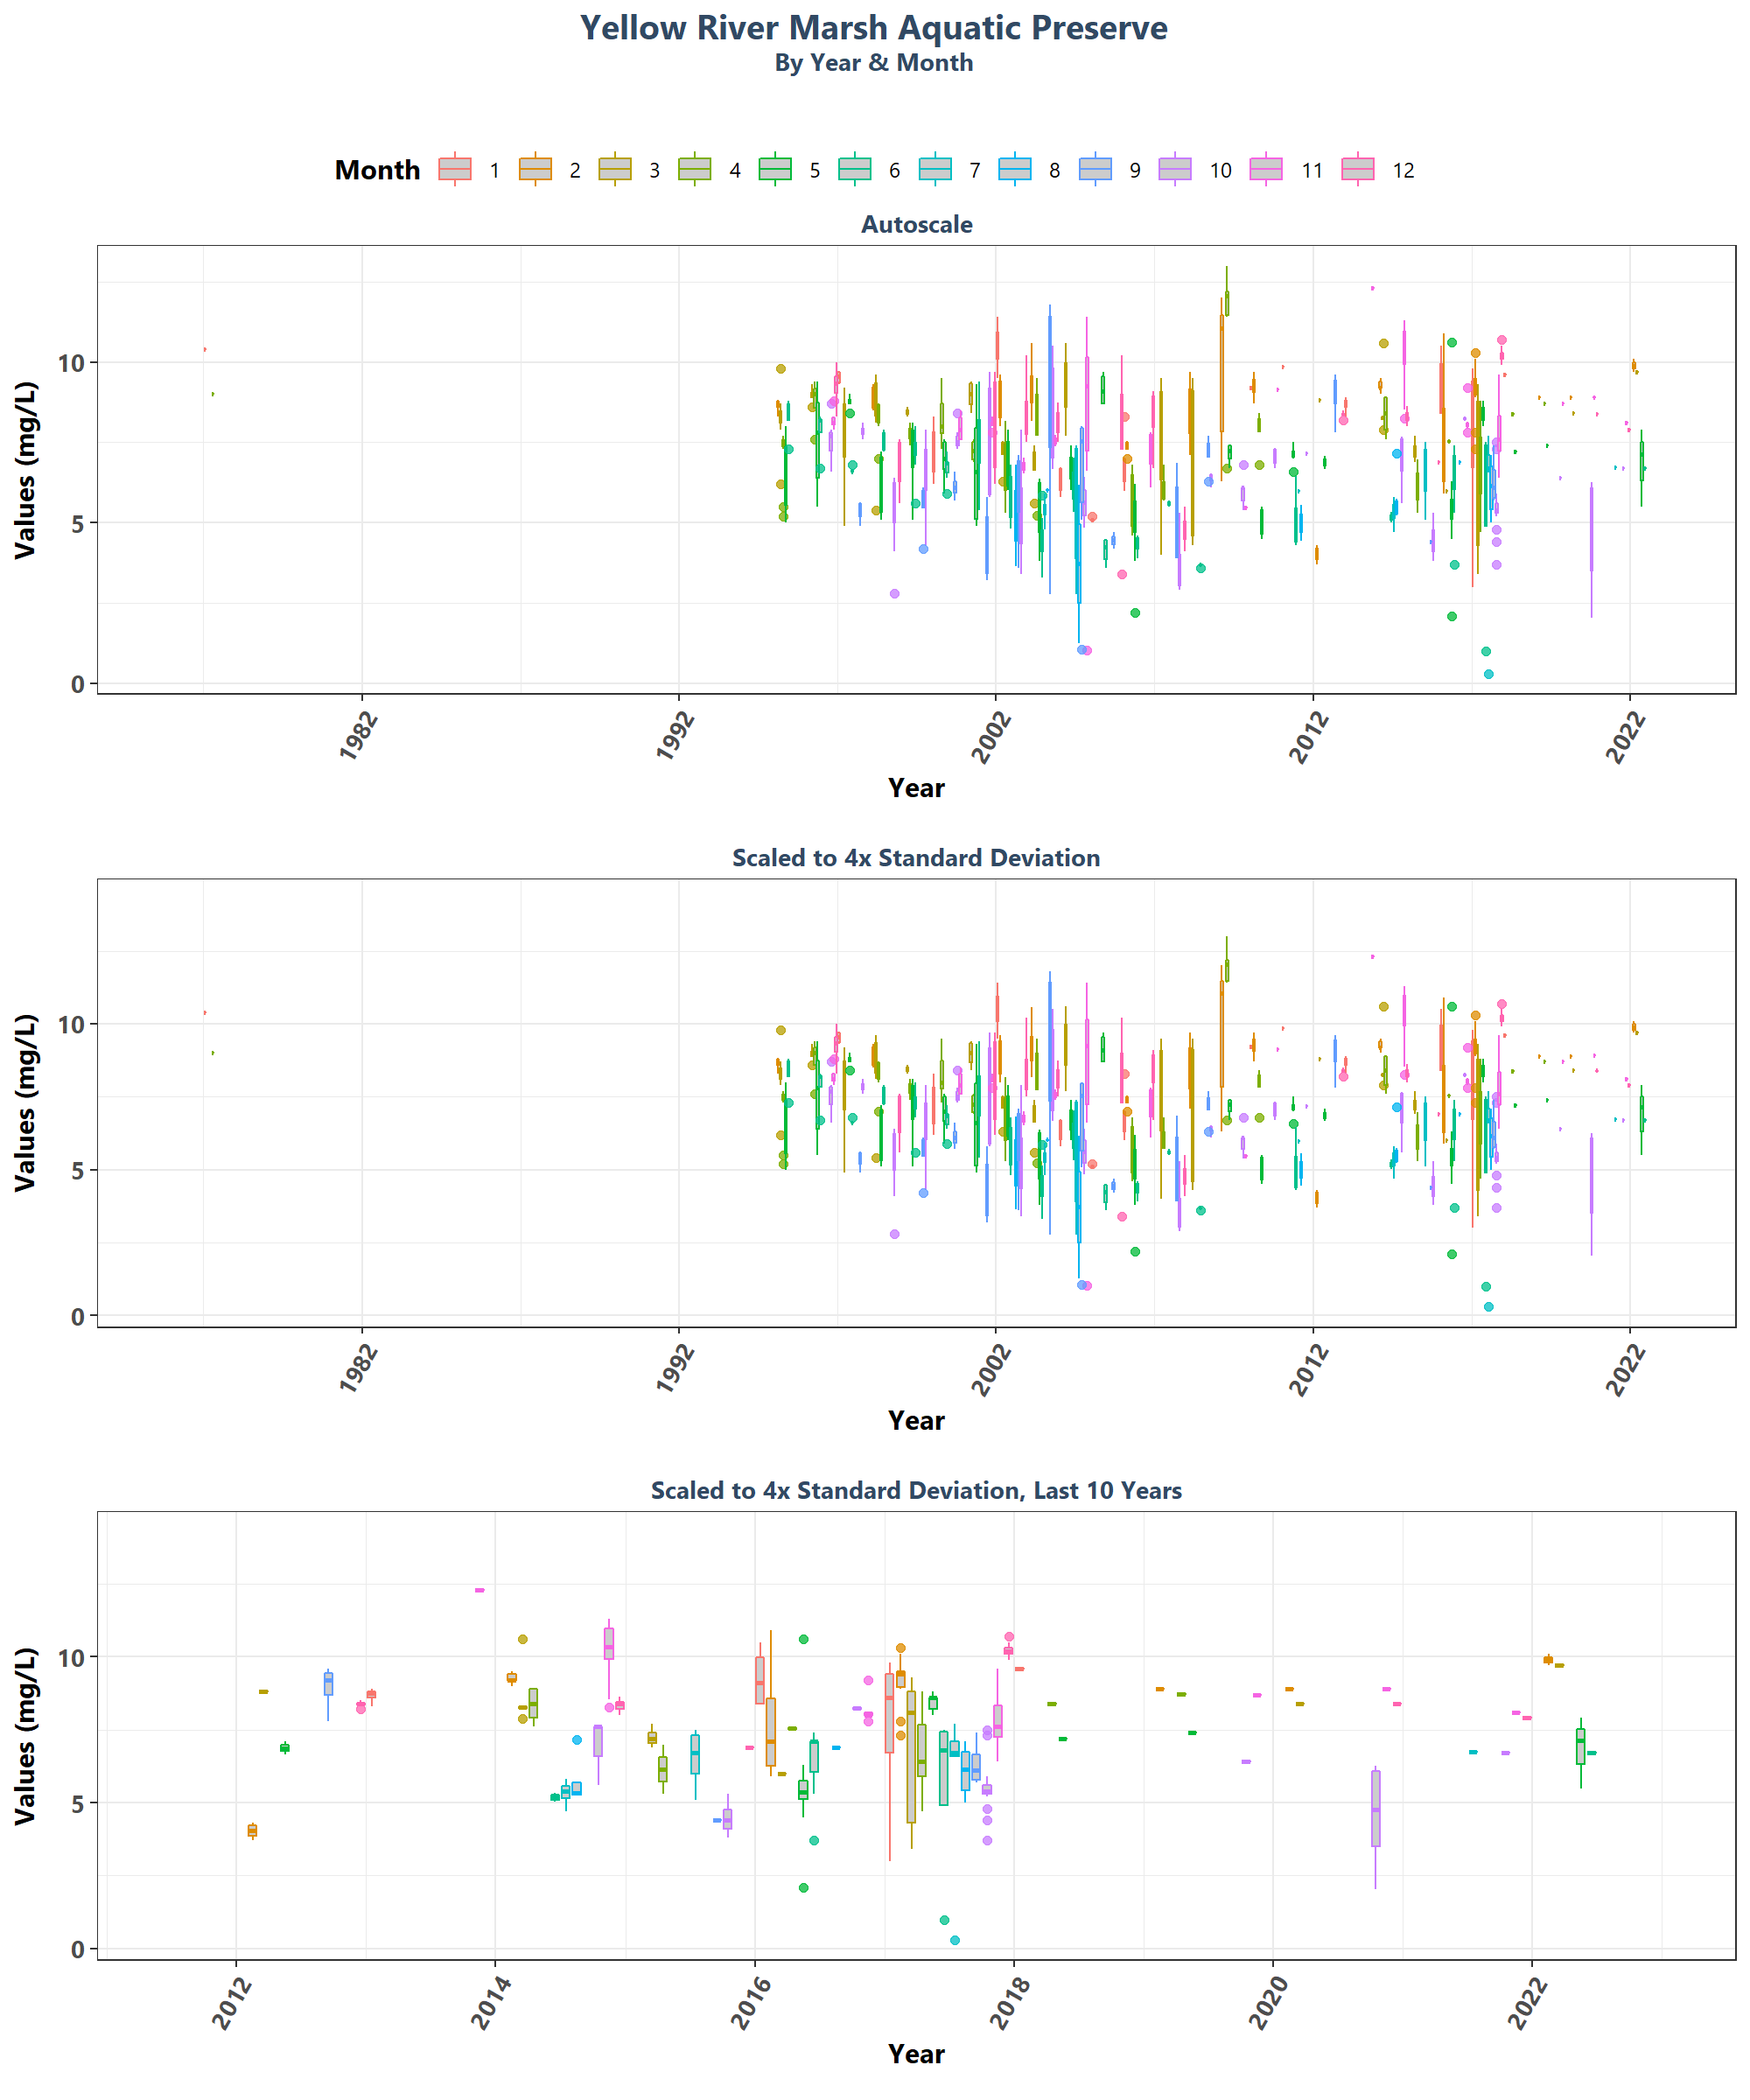 Yellow River Marsh Aquatic Preserve
By Year & Month
Month 1 2 3 4 5 6 7 8 9 10 11 12
Autoscale
Values (mg/L)
10
5
0
1982 1992 2002 2012 2022
Year
Scaled to 4x Standard Deviation
Values (mg/L)
10
5
0
1982 1992 2002 2012 2022
Year
Scaled to 4x Standard Deviation, Last 10 Years
Values (mg/L)
10
5
0
2012 2014 2016 2018 2020 2022
Year